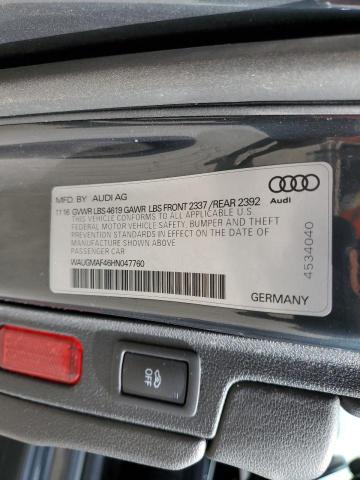 MFD. BY AUDI AG
11 16 GVWR LBS 4619 GAWR LBS FRONT 2337 /REAR 2392
THIS VEHICLE CONFORMS TO ALL APPLICABLE U.S.
FEDERAL MOTOR VEHICLE SAFETY, BUMPER AND THEFT
PREVENTION STANDARDS IN EFFECT ON THE DATE OF
MANUFACTURE SHOWN ABOVE
PASSENGER CAR
WAUGMAF46HN047760
Audi
4534040
GERMANY
OFF